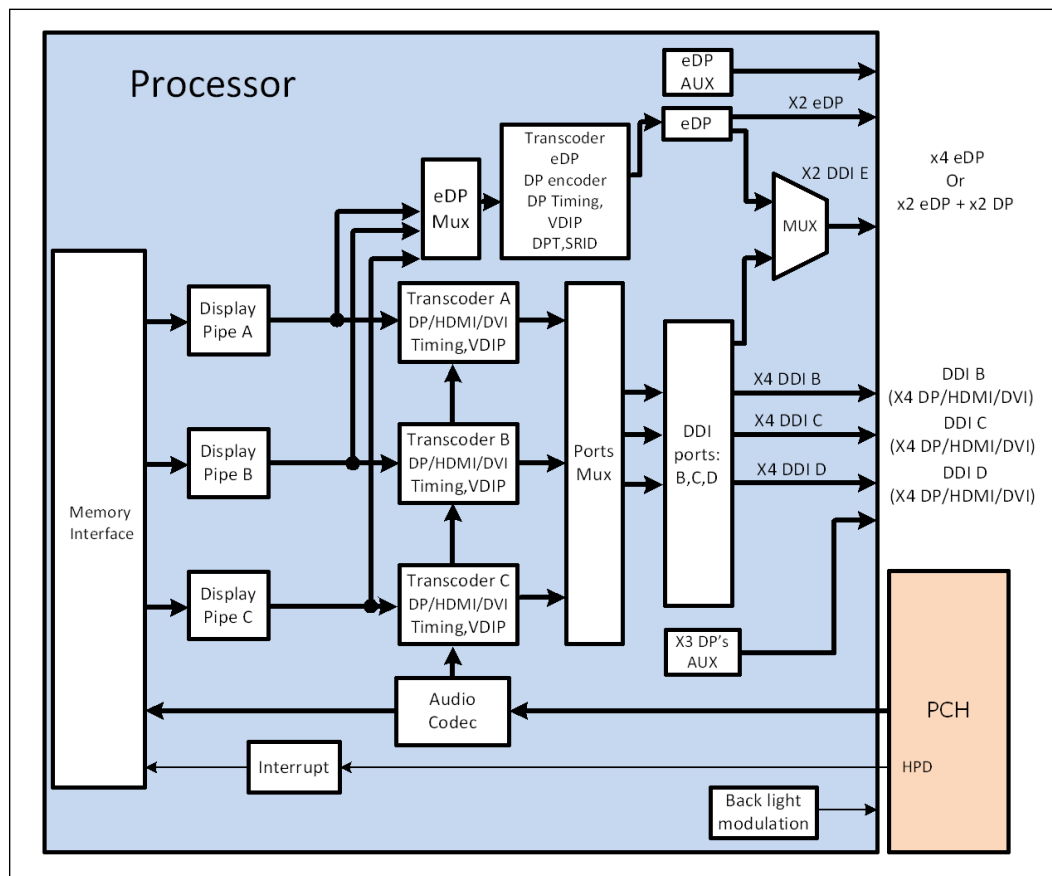 Processor
eDP
AUX
X2 eDP
eDP
Transcoder
eDP
DP encoder
DP Timing,
VDIP
DPT,SRID
eDP
Mux
X2 DDI E
MUX
x4 eDP
Or
x2 eDP + x2 DP
Memory
Interface
Display
Pipe A
Transcoder A
DP/HDMI/DVI
Timing,VDIP
Display
Pipe B
Transcoder B
DP/HDMI/DVI
Timing,VDIP
Display
Pipe C
Transcoder C
DP/HDMI/DVI
Timing,VDIP
Ports
Mux
DDI
ports:
B,C,D
X4 DDI B
X4 DDI C
X4 DDI D
DDI B
(X4 DP/HDMI/DVI)
DDI C
(X4 DP/HDMI/DVI)
DDI D
(X4 DP/HDMI/DVI)
X3 DP's
AUX
Audio
Codec
PCH
Interrupt
HPD
Back light
modulation